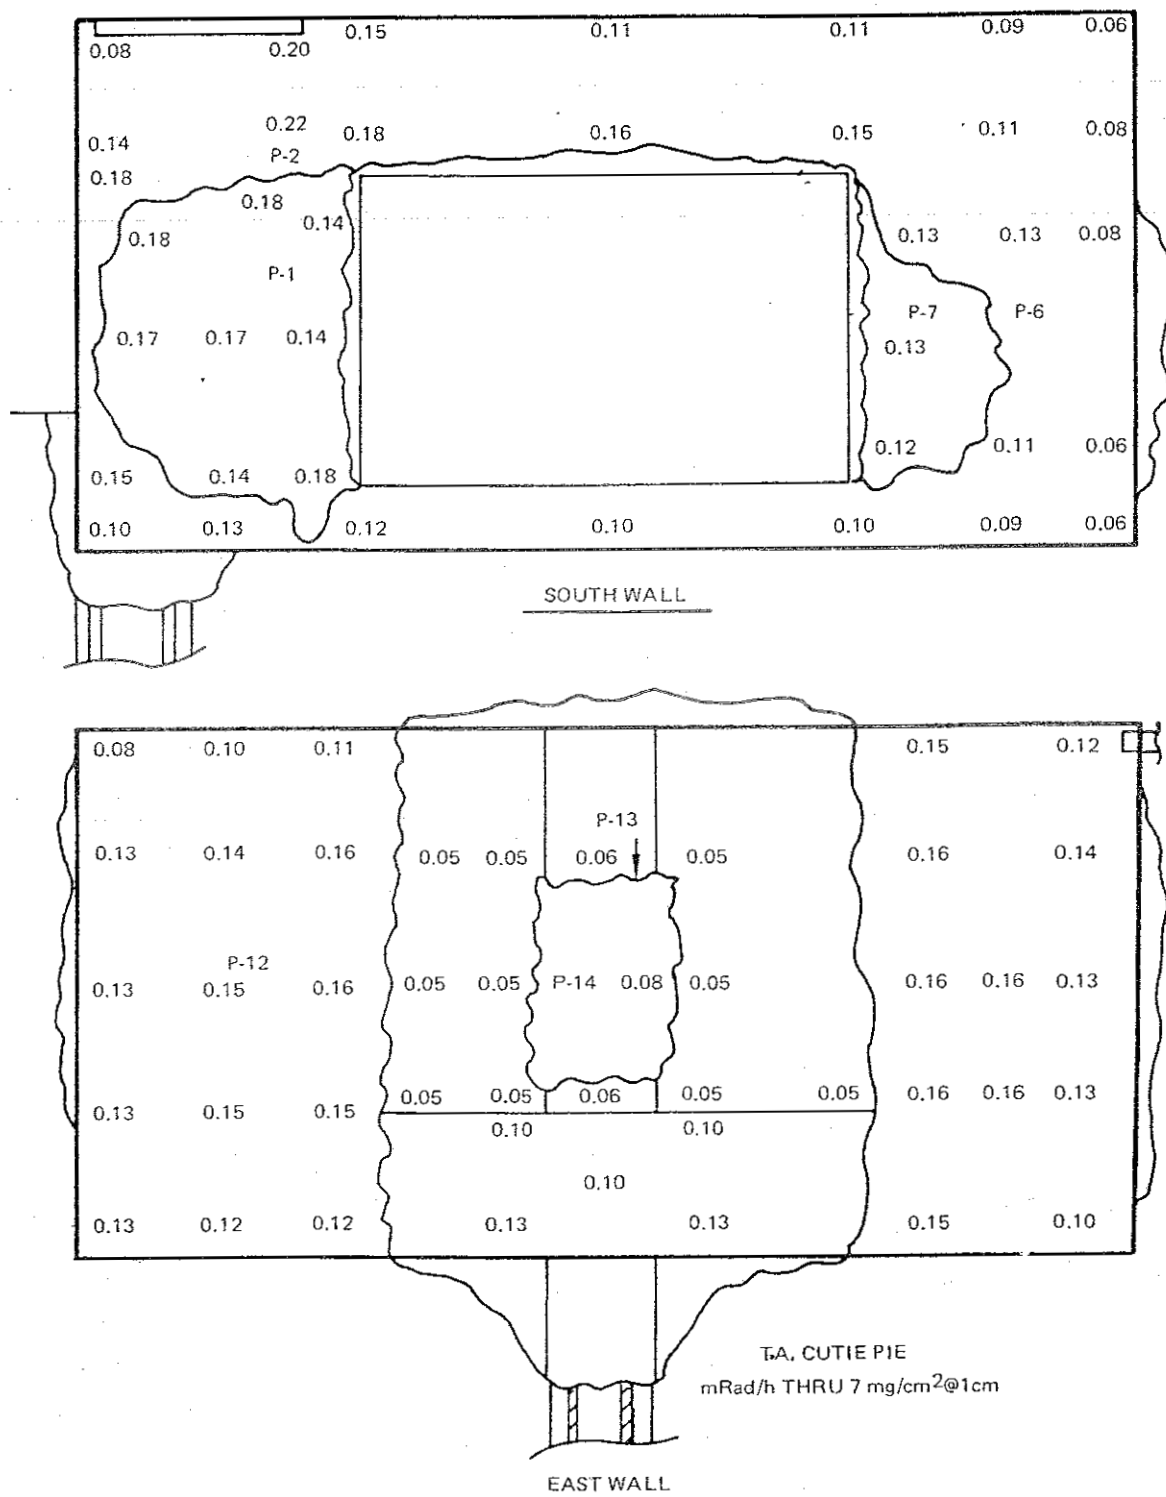 0.15 0.11 0.11 0.09 0.06
0.08 0.20
0.22 0.18 0.16 0.15 0.11 0.08
0.14
P-2
0.18
0.18
0.14
0.18 0.13 0.13 0.08
P-1
P-7 P-6
0.17 0.17 0.14 0.13
0.12 0.11 0.06
0.15 0.14 0.18
0.10 0.13 0.12 0.10 0.10 0.09 0.06
SOUTH WALL
0.08 0.10 0.11 0.15 0.12
P-13
0.13 0.14 0.16 0.05 0.05 0.06 0.05 0.16 0.14
P-12
0.13 0.15 0.16 0.05 0.05 P-14 0.08 0.05 0.16 0.16 0.13
0.05 0.05 0.06 0.05 0.05 0.16 0.16 0.13
0.13 0.15 0.15
0.10 0.10
0.10
0.13 0.12 0.12 0.13 0.13 0.15 0.10
T.A. CUTIE PIE
mRad/h THRU 7 mg/cm²@1cm
EAST WALL